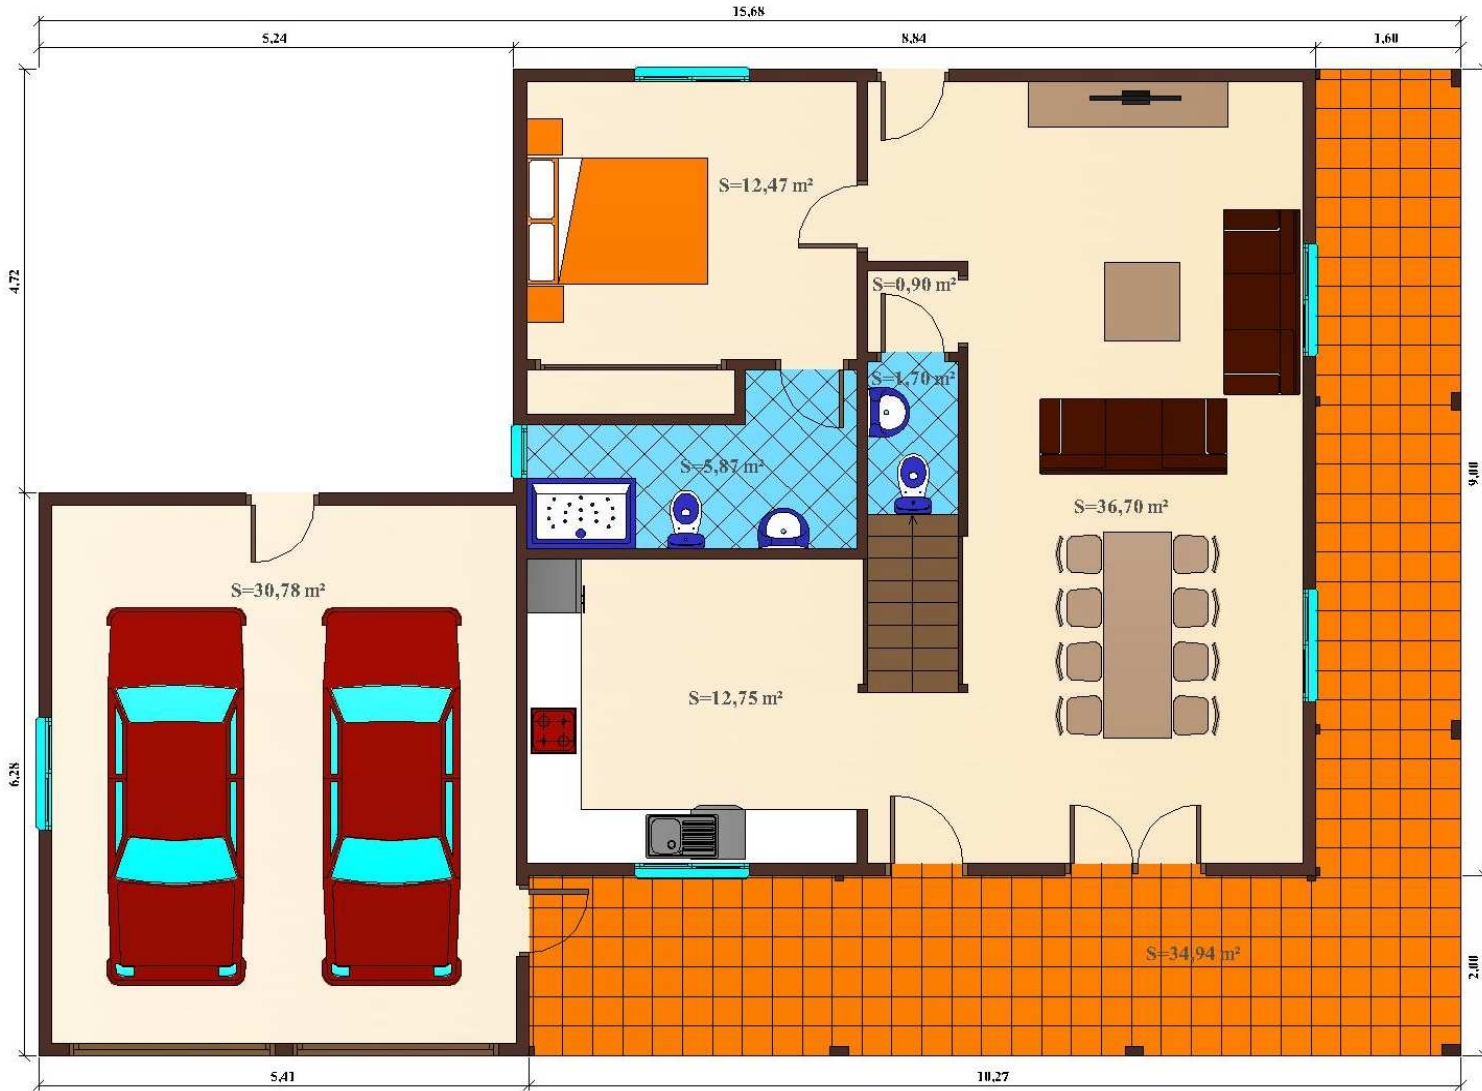 15,68
5,24
8,84
1,60
S=12,47 m²
4,72
S=0,90 m²
S=1,70 m²
S=5,87 m²
9,00
S=36,70 m²
S=30,78 m²
S=12,75 m²
6,28
S=34,94 m²
2,00
5,41
10,27